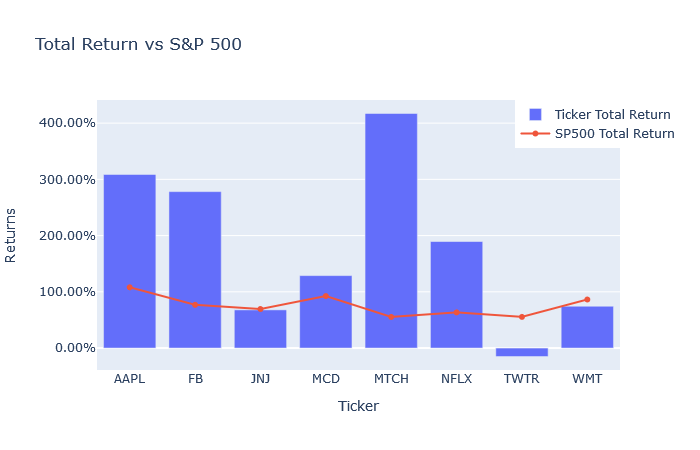 Total Return vs S&P 500
Ticker Total Return
SP500 Total Return
400.00%
300.00%
200.00%
100.00%
0.00%
Returns
AAPL FB JNJ MCD MTCH NFLX TWTR WMT
Ticker